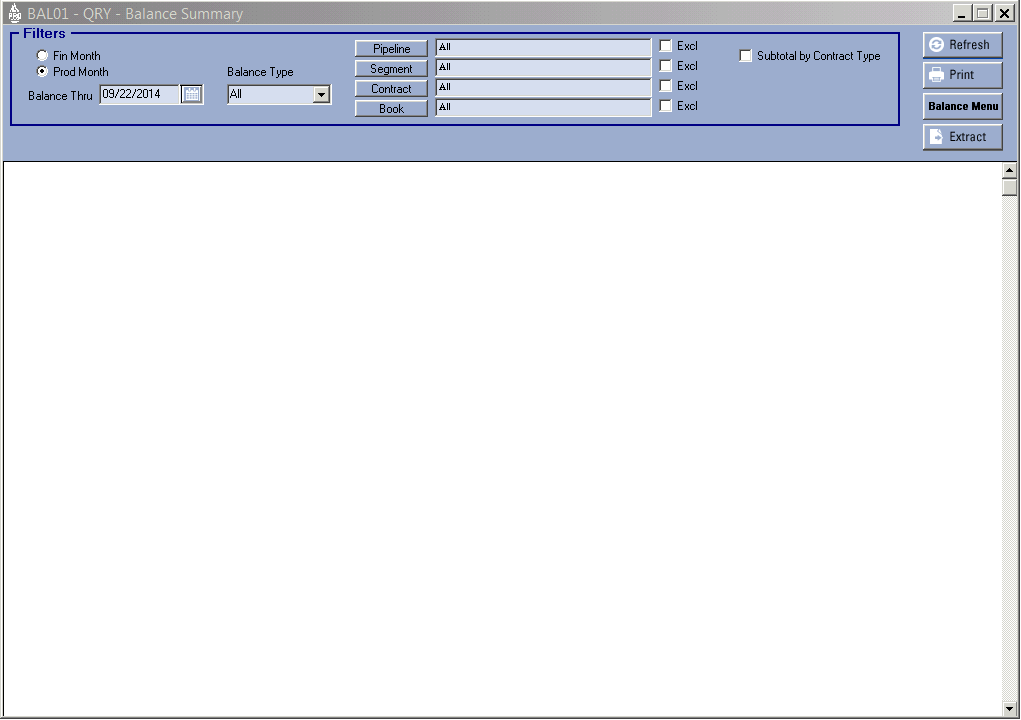 BAL01 - QRY - Balance Summary
Filters
Fin Month
Prod Month
Balance Thru 09/22/2014
Balance Type
All
Pipeline All Excl
Segment All Excl
Contract All Excl
Book All Excl
Subtotal by Contract Type
Refresh
Print
Balance Menu
Extract